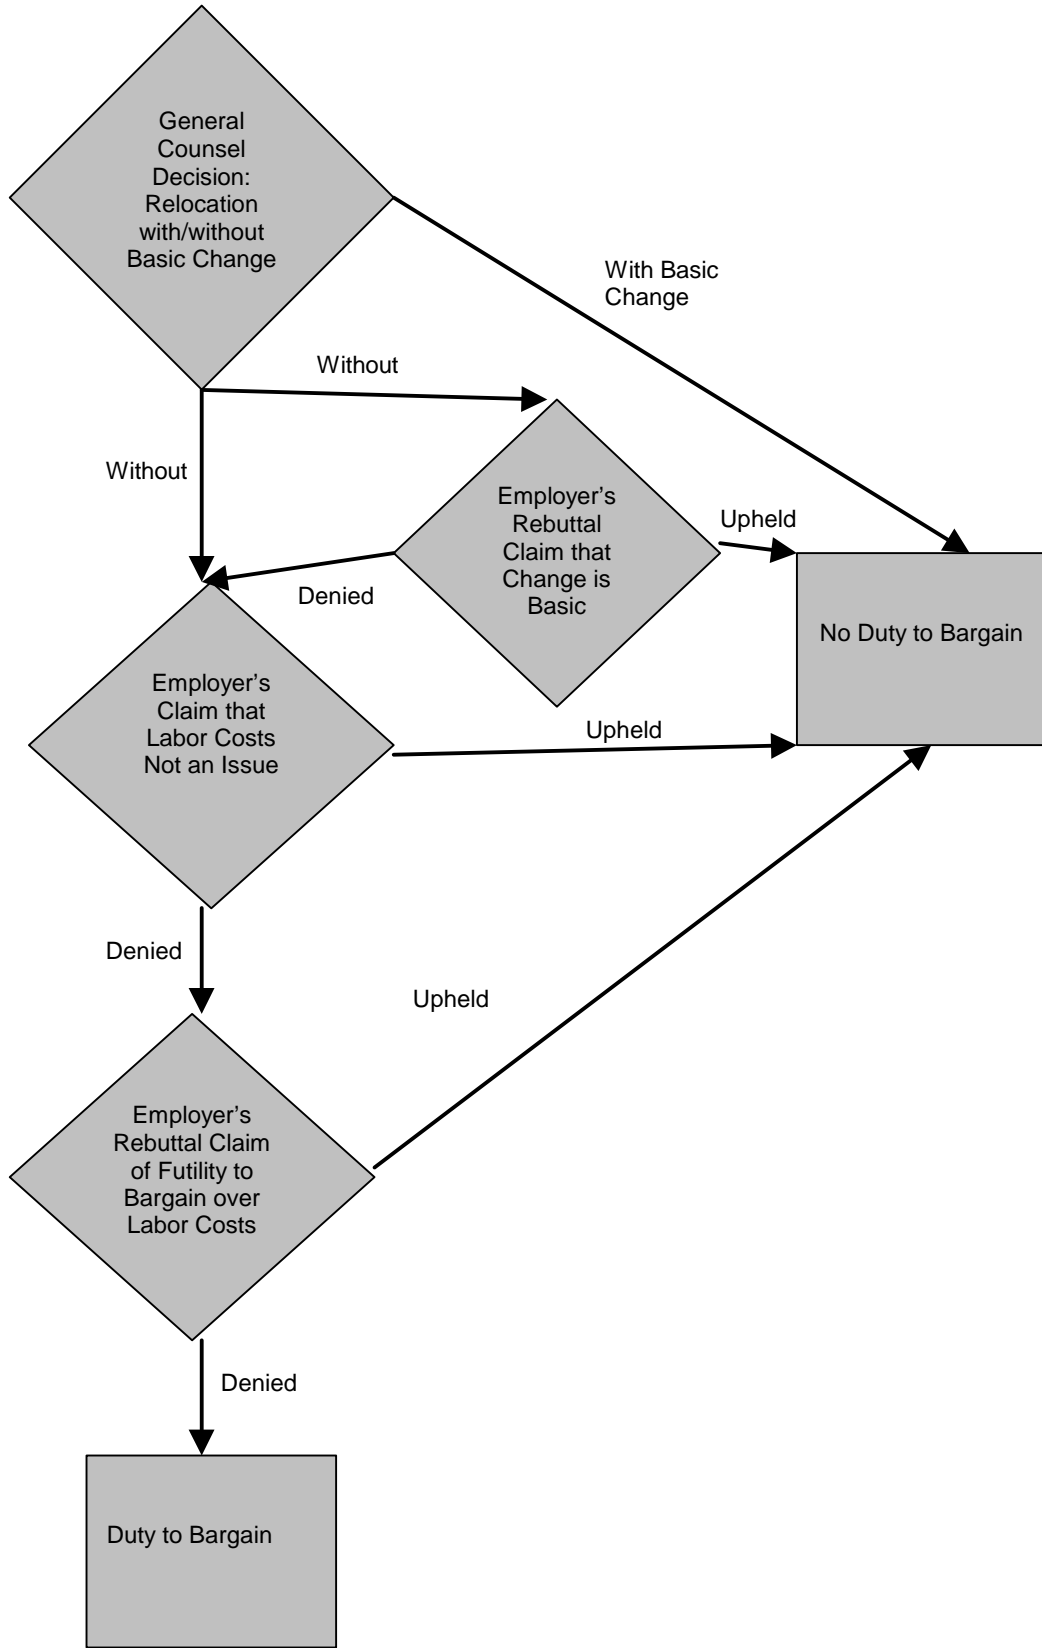 General
Counsel
Decision:
Relocation
with/without
Basic Change
With Basic
Change
Without
Without
Employer’s
Rebuttal
Claim that
Change is
Basic
Upheld
Denied
No Duty to Bargain
Employer’s
Claim that
Labor Costs
Not an Issue
Upheld
Denied
Upheld
Employer’s
Rebuttal Claim
of Futility to
Bargain over
Labor Costs
Denied
Duty to Bargain